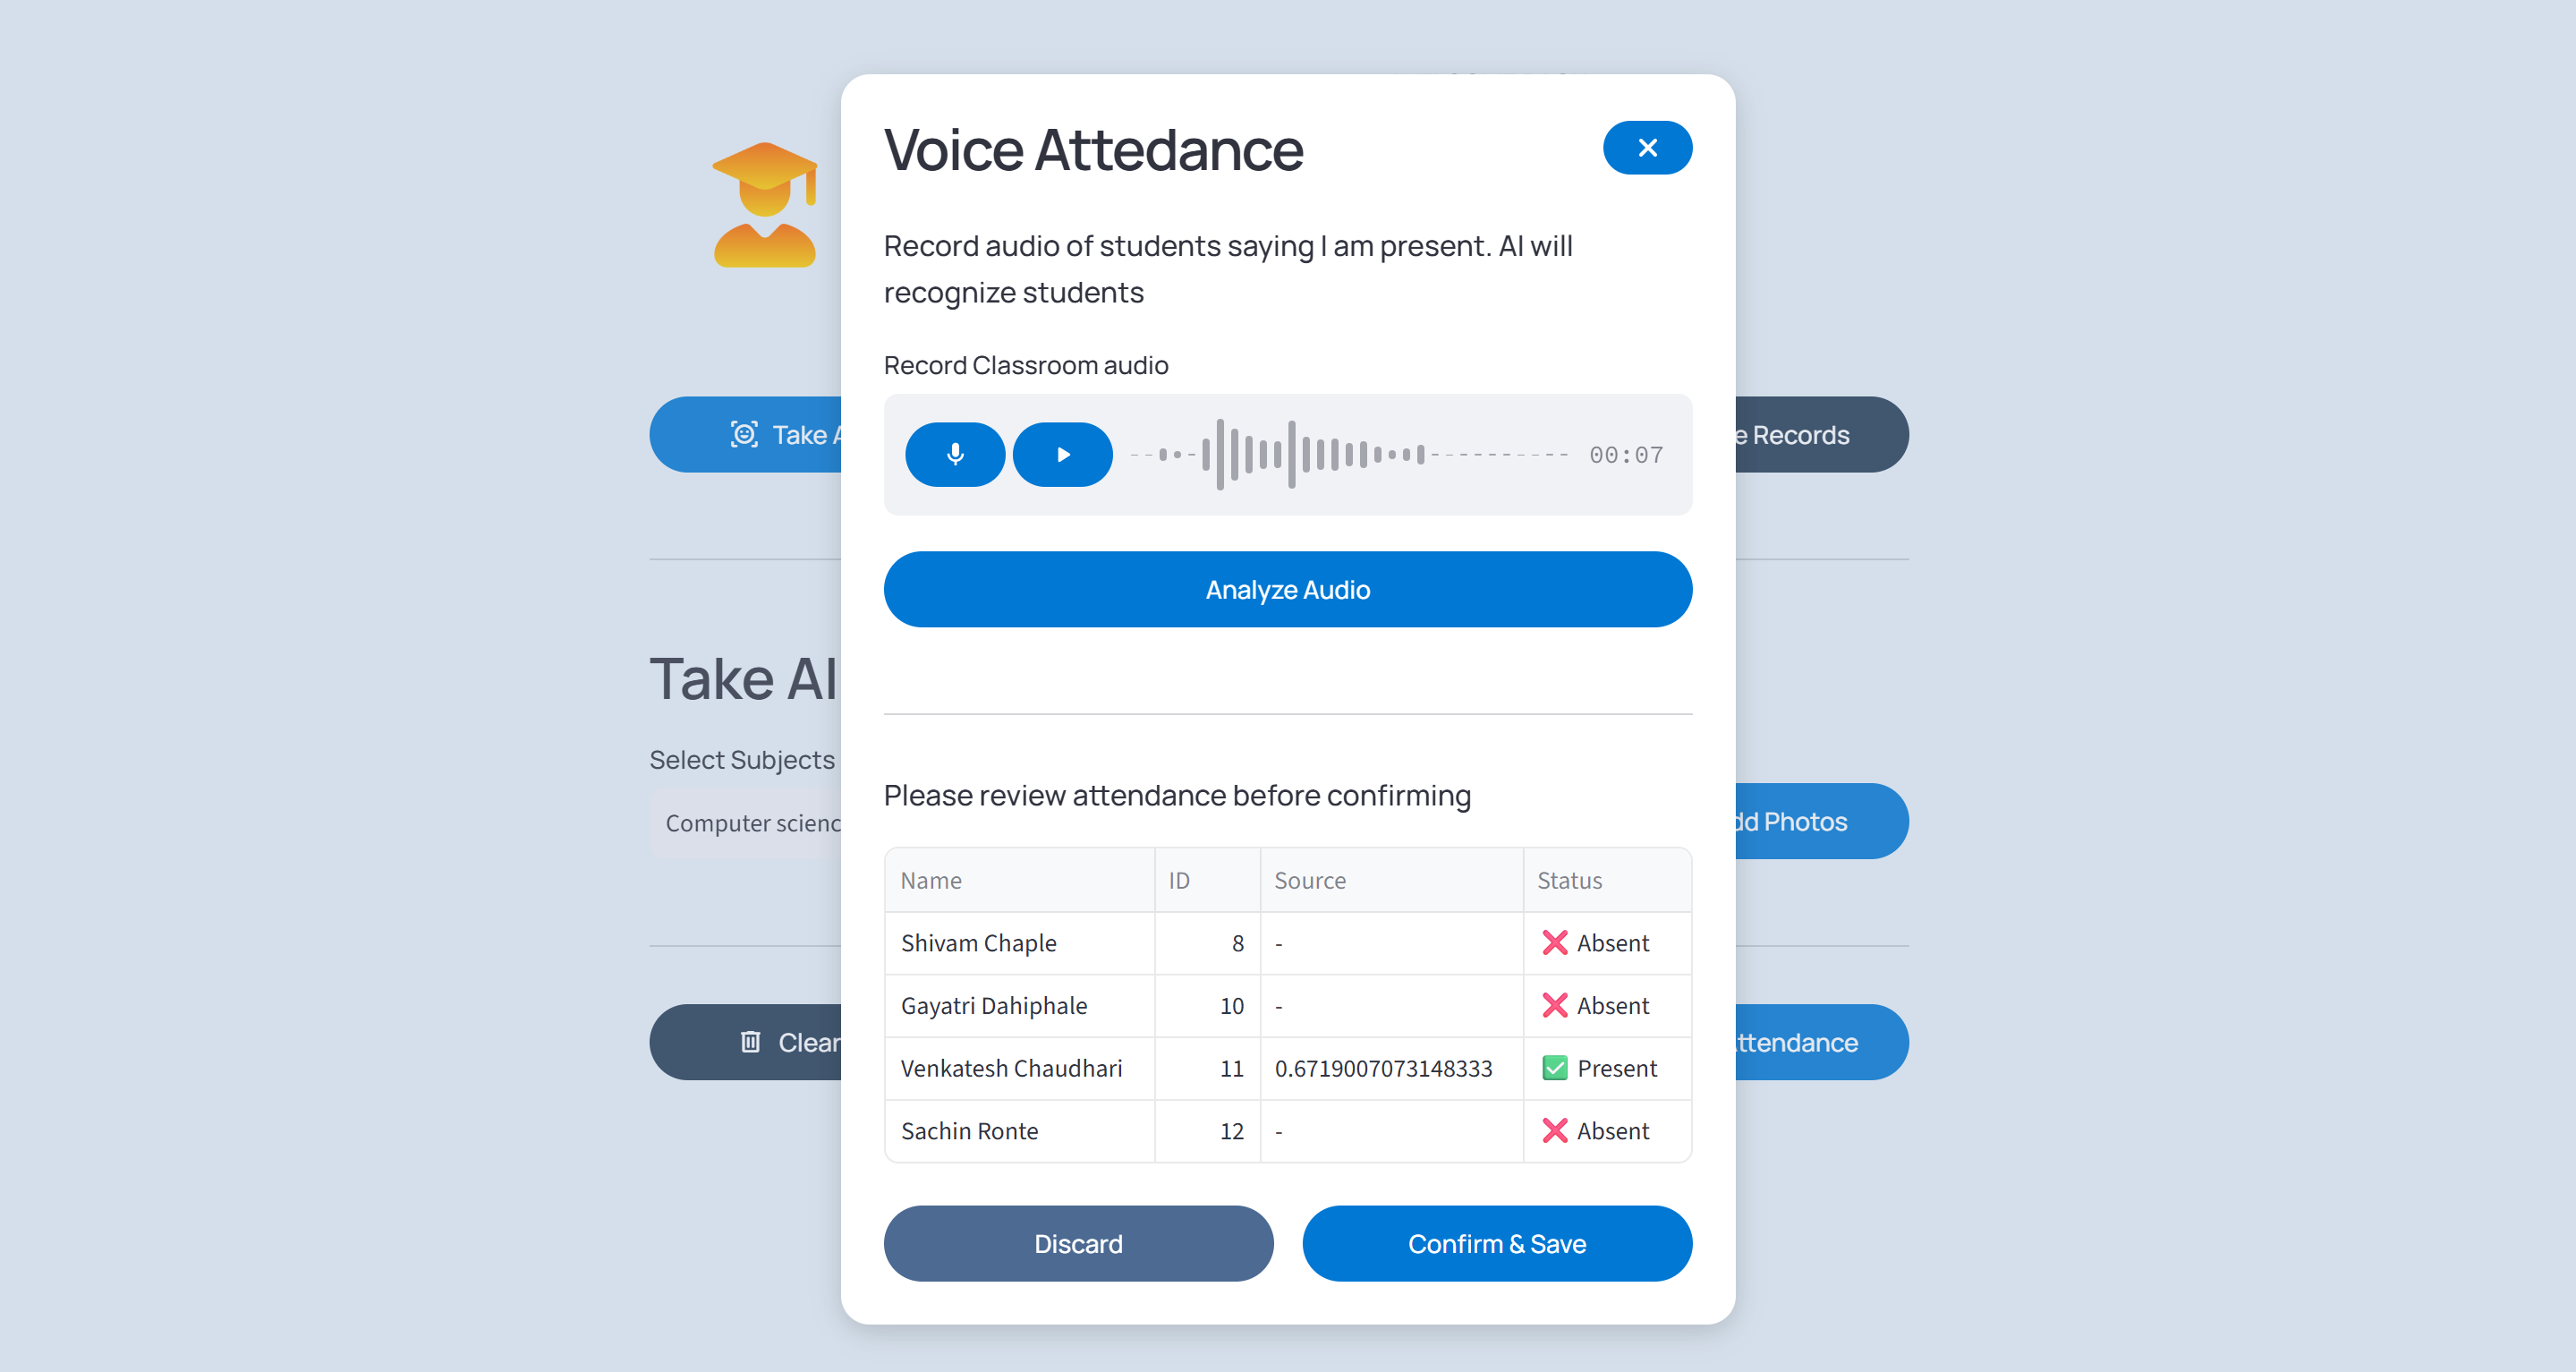 Voice Attedance
Record audio of students saying I am present. AI will
recognize students
Record Classroom audio
00:07
Take
Records
Analyze Audio
Take AI
Select Subjects
Computer
Photos
Please review attendance before confirming
Name ID Source Status
Shivam Chaple 8 - Absent
Gayatri Dahiphale 10 - Absent
Venkatesh Chaudhari 11 0.6719007073148333 Present
Sachin Ronte 12 - Absent
Clear
Discard
Confirm & Save